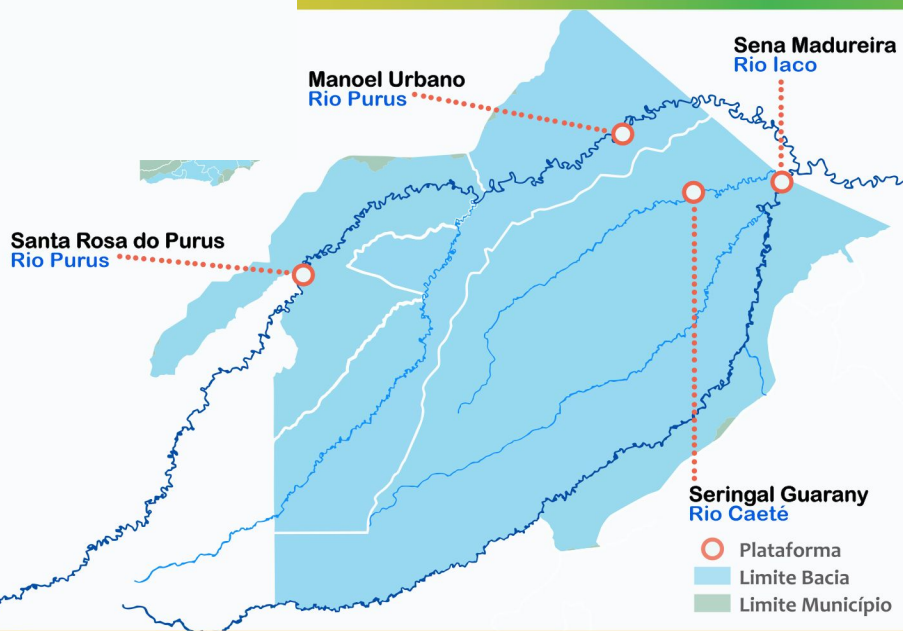 Sena Madureira
Rio Iaco
Manoel Urbano
Rio Purus
Santa Rosa do Purus
Rio Purus
Seringal Guarany
Rio Caeté
Plataforma
Limite Bacia
Limite Município